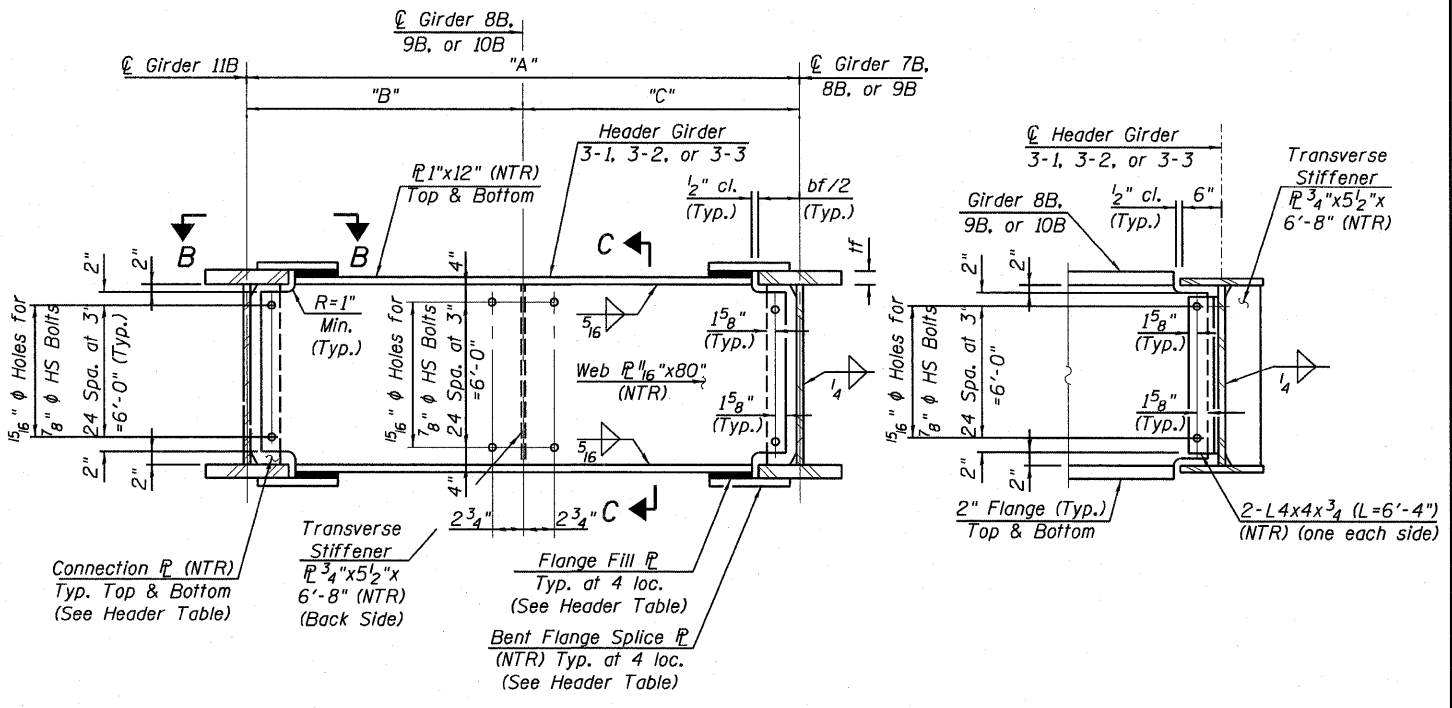 ℄ Girder 8B,
9B, or 10B
℄ Girder 11B
"A"
℄ Girder 7B,
8B, or 9B
"B"
"C"
Header Girder
3-1, 3-2, or 3-3
℄ Header Girder
3-1, 3-2, or 3-3
Transverse
Stiffener
℞ 3/4"x5 1/2"x
6'-8" (NTR)
℞ 1"x12" (NTR)
Top & Bottom
1/2" cl.
(Typ.)
bf/2
(Typ.)
Girder 8B,
9B, or 10B
1/2" cl.
(Typ.)
6"
B
B
C
tf
2"
2"
4"
2"
2"
R=1"
Min.
(Typ.)
5/16
1 5/8"
(Typ.)
1 5/8"
(Typ.)
15/16" ϕ Holes for
7/8" ϕ HS Bolts
24 Spa. at 3"
=6'-0" (Typ.)
15/16" ϕ Holes for
7/8" ϕ HS Bolts
24 Spa. at 3"
=6'-0"
Web ℞ 11/16"x80"
(NTR)
1/4
15/16" ϕ Holes for
7/8" ϕ HS Bolts
24 Spa. at 3"
=6'-0"
1/4
1 5/8"
(Typ.)
1 5/8"
(Typ.)
5/16
2"
2"
4"
2"
2"
C
2 3/4"
2 3/4"
2" Flange (Typ.)
Top & Bottom
2-L4x4x3/4 (L=6'-4")
(NTR) (one each side)
Transverse
Stiffener
℞ 3/4"x5 1/2"x
6'-8" (NTR)
(Back Side)
Connection ℞ (NTR)
Typ. Top & Bottom
(See Header Table)
Flange Fill ℞
Typ. at 4 loc.
(See Header Table)
Bent Flange Splice ℞
(NTR) Typ. at 4 loc.
(See Header Table)